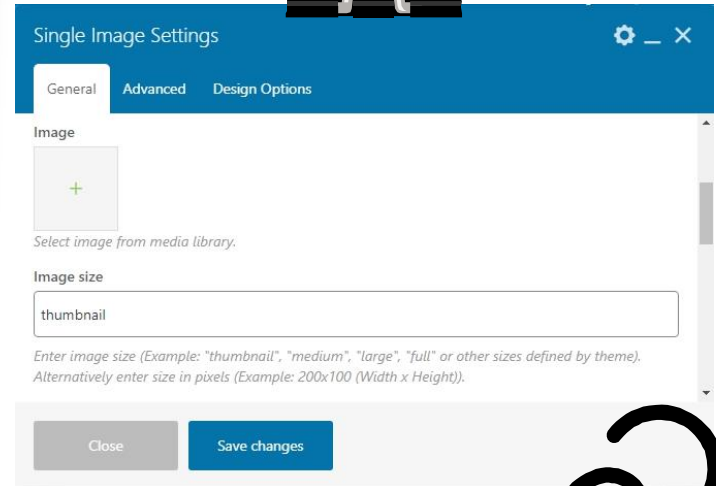 Single Image Settings
General Advanced Design Options
Image
Select image from media library.
Image size
thumbnail
Enter image size (Example: "thumbnail", "medium", "large", "full" or other sizes defined by theme).
Alternatively enter size in pixels (Example: 200x100 (Width x Height)).
Close Save changes